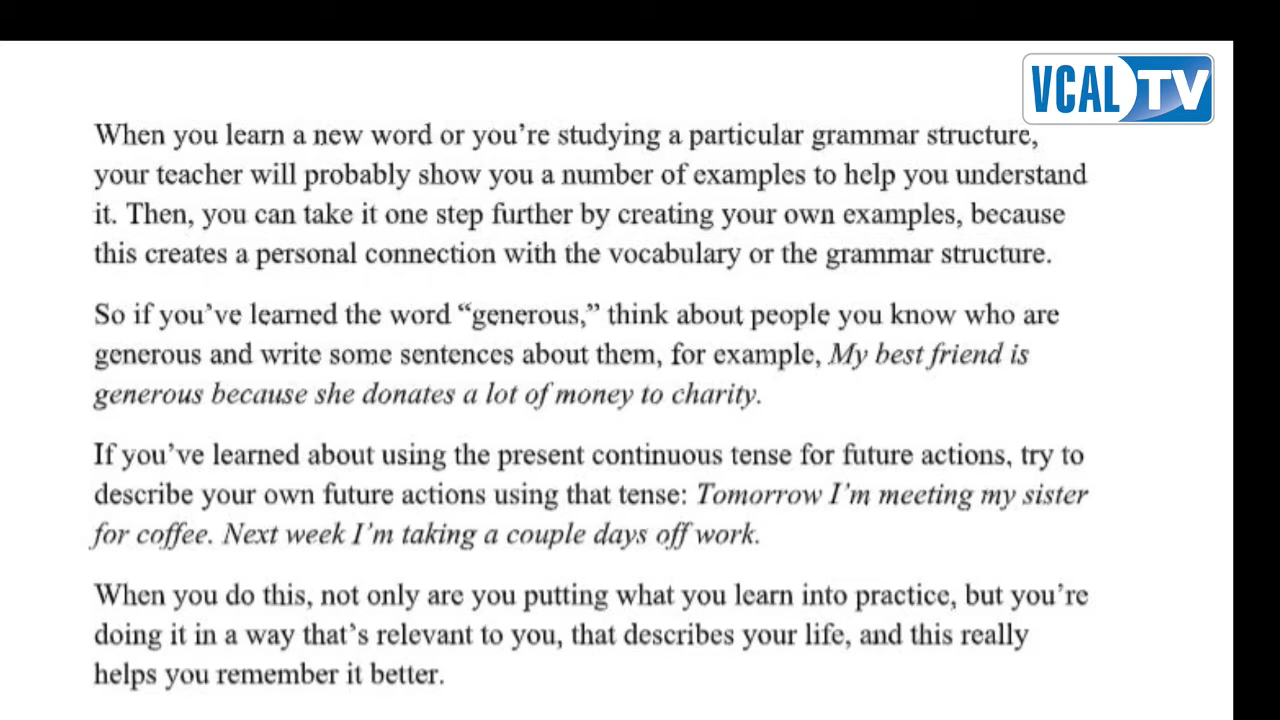 VCAL TV
When you learn a new word or you’re studying a particular grammar structure,
your teacher will probably show you a number of examples to help you understand
it. Then, you can take it one step further by creating your own examples, because
this creates a personal connection with the vocabulary or the grammar structure.
So if you’ve learned the word “generous,” think about people you know who are
generous and write some sentences about them, for example, My best friend is
generous because she donates a lot of money to charity.
If you’ve learned about using the present continuous tense for future actions, try to
describe your own future actions using that tense: Tomorrow I’m meeting my sister
for coffee. Next week I’m taking a couple days off work.
When you do this, not only are you putting what you learn into practice, but you’re
doing it in a way that’s relevant to you, that describes your life, and this really
helps you remember it better.